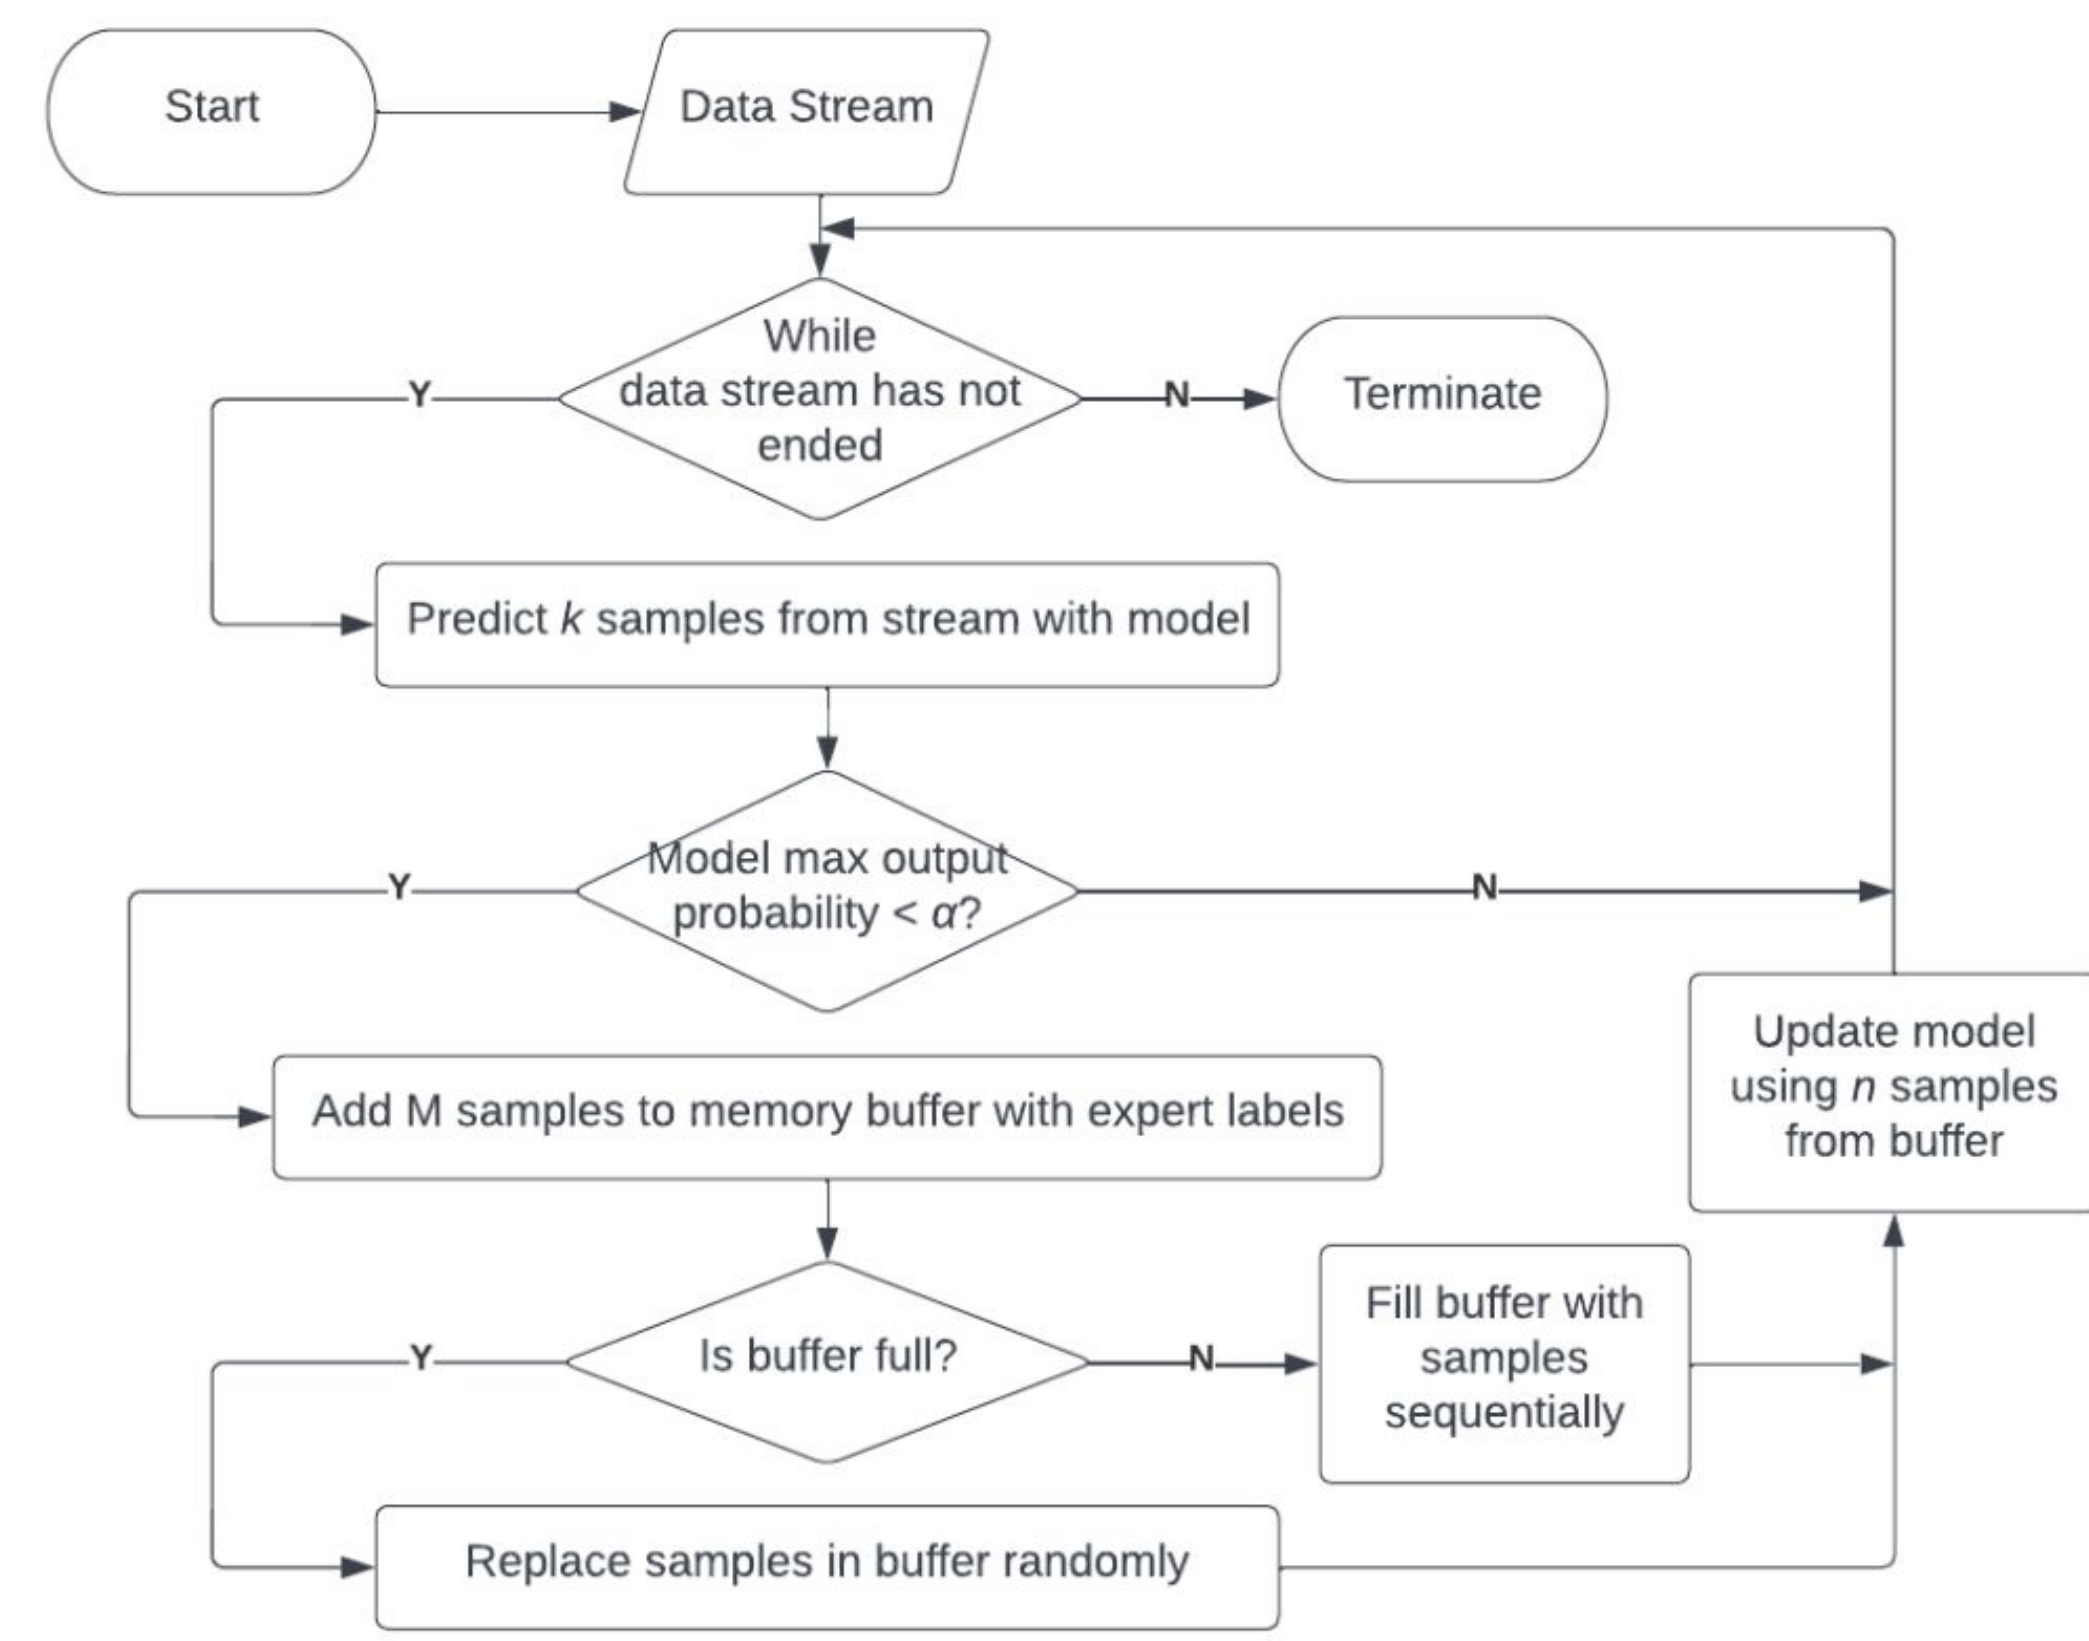 Start
Data Stream
While
data stream has not
ended
Y
N
Terminate
Predict k samples from stream with model
Model max output
probability < α?
Y
N
Add M samples to memory buffer with expert labels
Update model
using n samples
from buffer
Is buffer full?
Y
N
Fill buffer with
samples
sequentially
Replace samples in buffer randomly